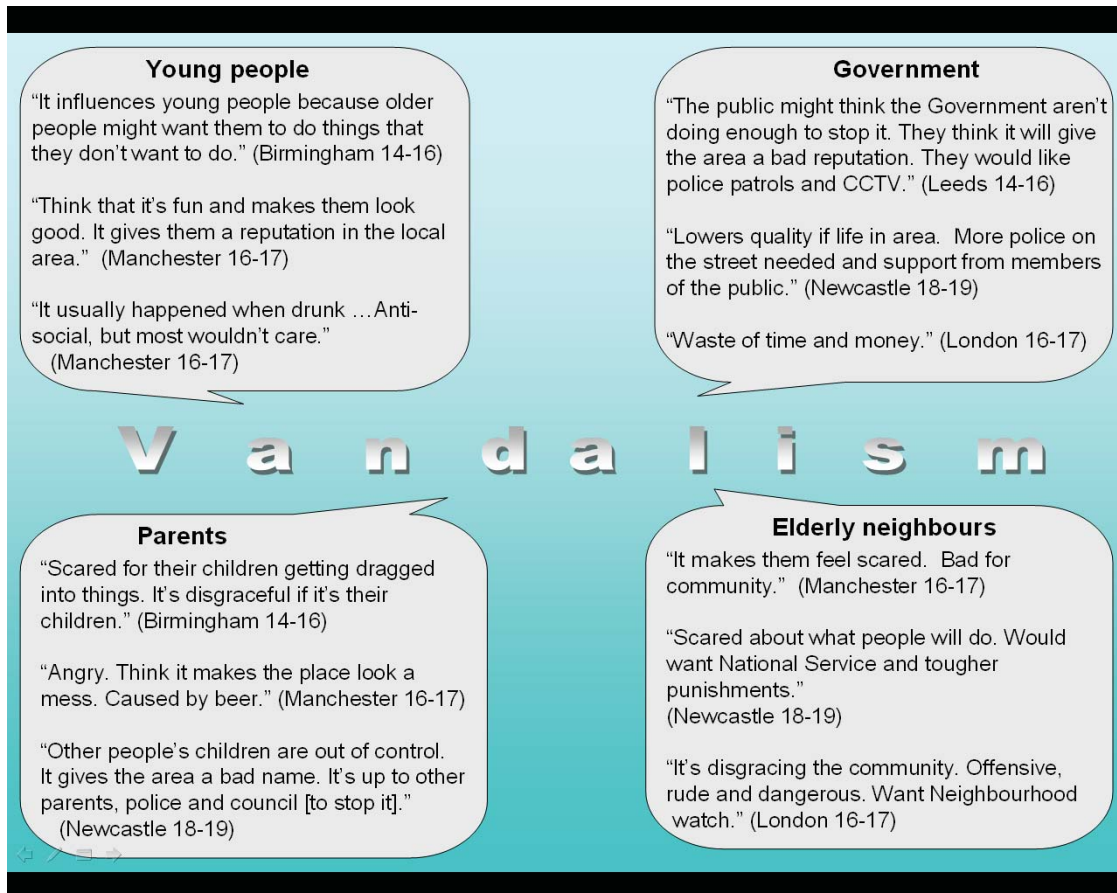 Young people
“It influences young people because older
people might want them to do things that
they don’t want to do.” (Birmingham 14-16)
“Think that it’s fun and makes them look
good. It gives them a reputation in the local
area.”  (Manchester 16-17)
“It usually happened when drunk …Anti-
social, but most wouldn’t care.”
(Manchester 16-17)
Government
“The public might think the Government aren’t
doing enough to stop it. They think it will give
the area a bad reputation. They would like
police patrols and CCTV.” (Leeds 14-16)
“Lowers quality if life in area.  More police on
the street needed and support from members
of the public.” (Newcastle 18-19)
“Waste of time and money.” (London 16-17)
Vandalism
Parents
“Scared for their children getting dragged
into things. It’s disgraceful if it’s their
children.” (Birmingham 14-16)
“Angry. Think it makes the place look a
mess. Caused by beer.” (Manchester 16-17)
“Other people’s children are out of control.
It gives the area a bad name. It’s up to other
parents, police and council [to stop it].”
(Newcastle 18-19)
Elderly neighbours
“It makes them feel scared.  Bad for
community.”  (Manchester 16-17)
“Scared about what people will do. Would
want National Service and tougher
punishments.”
(Newcastle 18-19)
“It’s disgracing the community. Offensive,
rude and dangerous. Want Neighbourhood
watch.” (London 16-17)